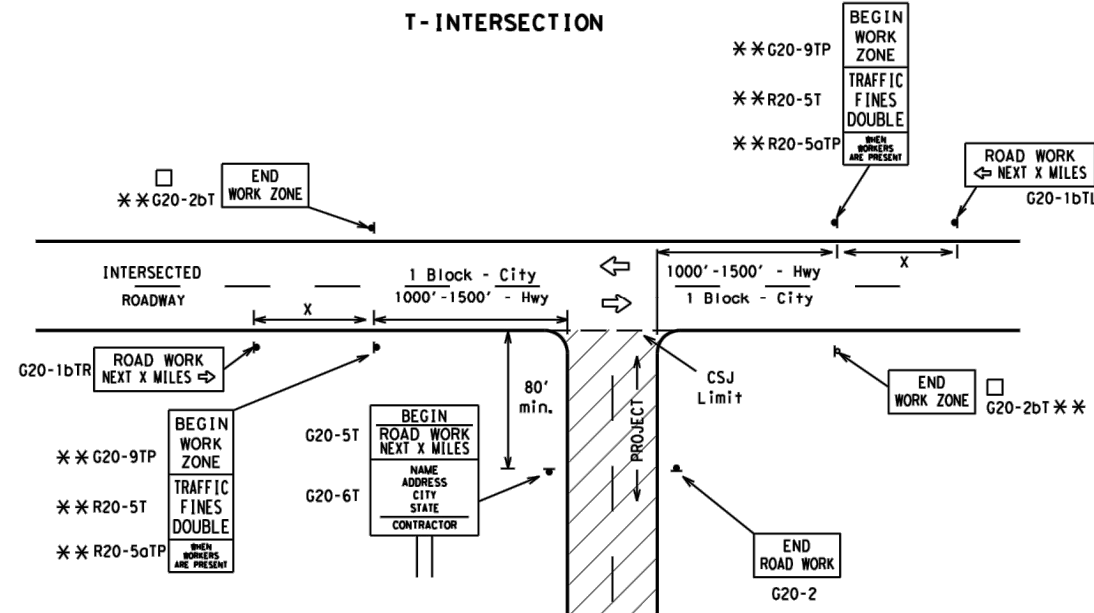 T-INTERSECTION
BEGIN
WORK
ZONE
✱✱G20-9TP
TRAFFIC
FINES
DOUBLE
✱✱R20-5T
WHEN
WORKERS
ARE PRESENT
✱✱R20-5aTP
ROAD WORK
⇦ NEXT X MILES
G20-1bTL
END
WORK ZONE
□
✱✱G20-2bT
INTERSECTED
ROADWAY
1 Block - City
1000'-1500' - Hwy
X
1000'-1500' - Hwy
1 Block - City
X
G20-1bTR
ROAD WORK
NEXT X MILES ⇨
80'
min.
CSJ
Limit
PROJECT
END
WORK ZONE
□
G20-2bT ✱✱
BEGIN
WORK
ZONE
✱✱G20-9TP
TRAFFIC
FINES
DOUBLE
✱✱R20-5T
WHEN
WORKERS
ARE PRESENT
✱✱R20-5aTP
G20-5T
BEGIN
ROAD WORK
NEXT X MILES
G20-6T
NAME
ADDRESS
CITY
STATE
CONTRACTOR
END
ROAD WORK
G20-2